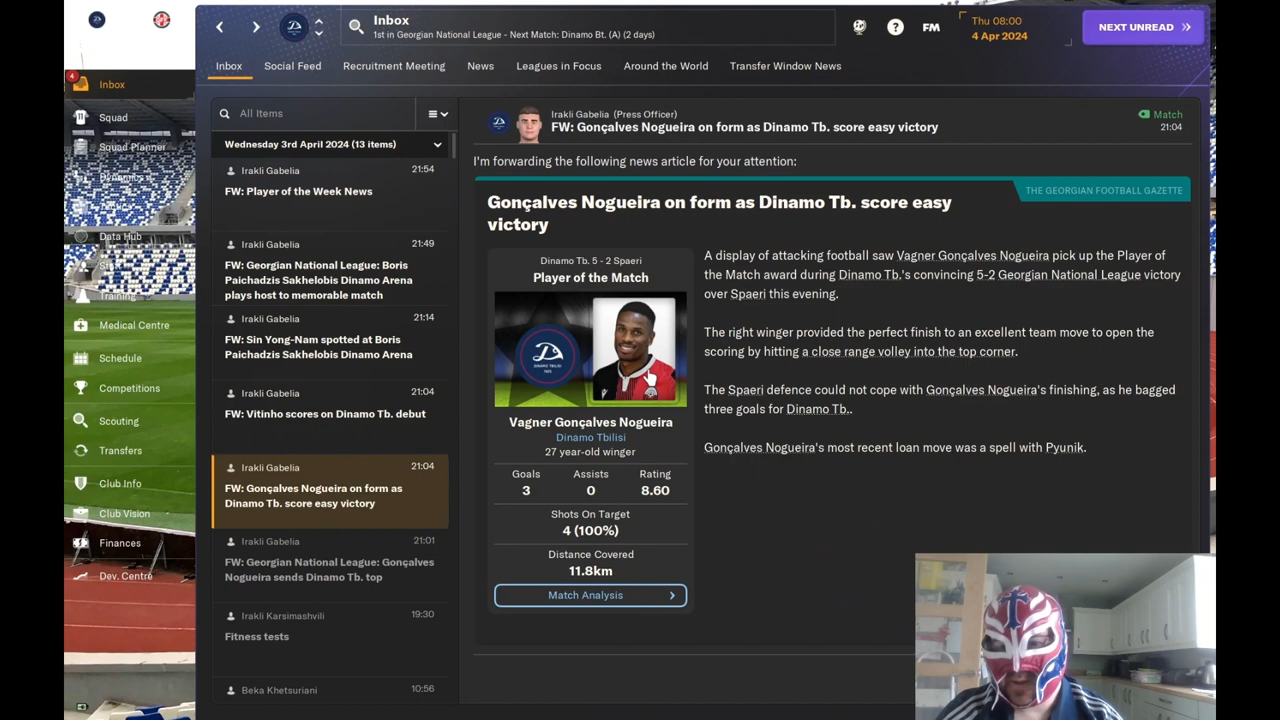 Inbox
1st in Georgian National League - Next Match: Dinamo Bt. (A) (2 days)
?
FM
Thu 08:00
4 Apr 2024
NEXT UNREAD
Inbox
Social Feed
Recruitment Meeting
News
Leagues in Focus
Around the World
Transfer Window News
4
Inbox
Squad
Squad Planner
Data Hub
Training
Medical Centre
Schedule
Competitions
Scouting
Transfers
Club Info
Club Vision
Finances
Dev. Centre
All Items
Wednesday 3rd April 2024 (13 items)
Irakli Gabelia
21:54
FW: Player of the Week News
Irakli Gabelia
21:49
FW: Georgian National League: Boris
Paichadzis Sakhelobis Dinamo Arena
plays host to memorable match
Irakli Gabelia
21:14
FW: Sin Yong-Nam spotted at Boris
Paichadzis Sakhelobis Dinamo Arena
Irakli Gabelia
21:04
FW: Vitinho scores on Dinamo Tb. debut
Irakli Gabelia
21:04
FW: Gonçalves Nogueira on form as
Dinamo Tb. score easy victory
Irakli Gabelia
21:01
FW: Georgian National League: Gonçalves
Nogueira sends Dinamo Tb. top
Irakli Karsimashvili
19:30
Fitness tests
Beka Khetsuriani
10:56
Irakli Gabelia (Press Officer)
FW: Gonçalves Nogueira on form as Dinamo Tb. score easy victory
Match
21:04
I'm forwarding the following news article for your attention:
THE GEORGIAN FOOTBALL GAZETTE
Gonçalves Nogueira on form as Dinamo Tb. score easy
victory
Dinamo Tb. 5 - 2 Spaeri
Player of the Match
DINAMO TBILISI
1925
Vagner Gonçalves Nogueira
Dinamo Tbilisi
27 year-old winger
Goals Assists Rating
3 0 8.60
Shots On Target
4 (100%)
Distance Covered
11.8km
Match Analysis
A display of attacking football saw Vagner Gonçalves Nogueira pick up the Player of
the Match award during Dinamo Tb.'s convincing 5-2 Georgian National League victory
over Spaeri this evening.
The right winger provided the perfect finish to an excellent team move to open the
scoring by hitting a close range volley into the top corner.
The Spaeri defence could not cope with Gonçalves Nogueira's finishing, as he bagged
three goals for Dinamo Tb..
Gonçalves Nogueira's most recent loan move was a spell with Pyunik.